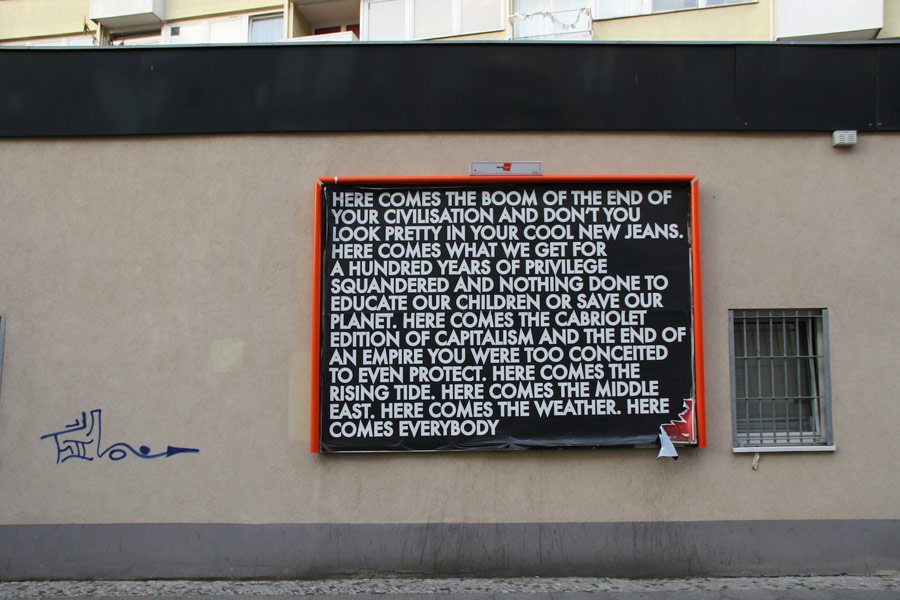 HERE COMES THE BOOM OF THE END OF
YOUR CIVILISATION AND DON'T YOU
LOOK PRETTY IN YOUR COOL NEW JEANS.
HERE COMES WHAT WE GET FOR
A HUNDRED YEARS OF PRIVILEGE
SQUANDERED AND NOTHING DONE TO
EDUCATE OUR CHILDREN OR SAVE OUR
PLANET. HERE COMES THE CABRIOLET
EDITION OF CAPITALISM AND THE END OF
AN EMPIRE YOU WERE TOO CONCEITED
TO EVEN PROTECT. HERE COMES THE
RISING TIDE. HERE COMES THE MIDDLE
EAST. HERE COMES THE WEATHER. HERE
COMES EVERYBODY